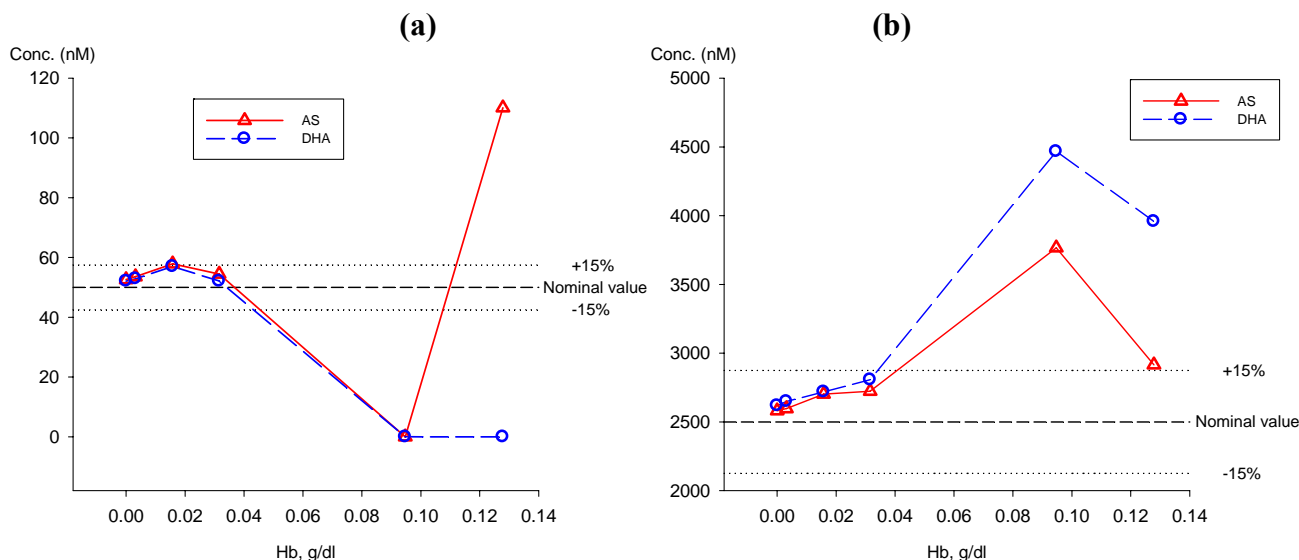 (a)
Conc. (nM)
120
100
80
60
40
20
0
AS
DHA
+15%
Nominal value
-15%
0.00 0.02 0.04 0.06 0.08 0.10 0.12 0.14
Hb, g/dl
(b)
Conc. (nM)
5000
4500
4000
3500
3000
2500
2000
AS
DHA
+15%
Nominal value
-15%
0.00 0.02 0.04 0.06 0.08 0.10 0.12 0.14
Hb, g/dl